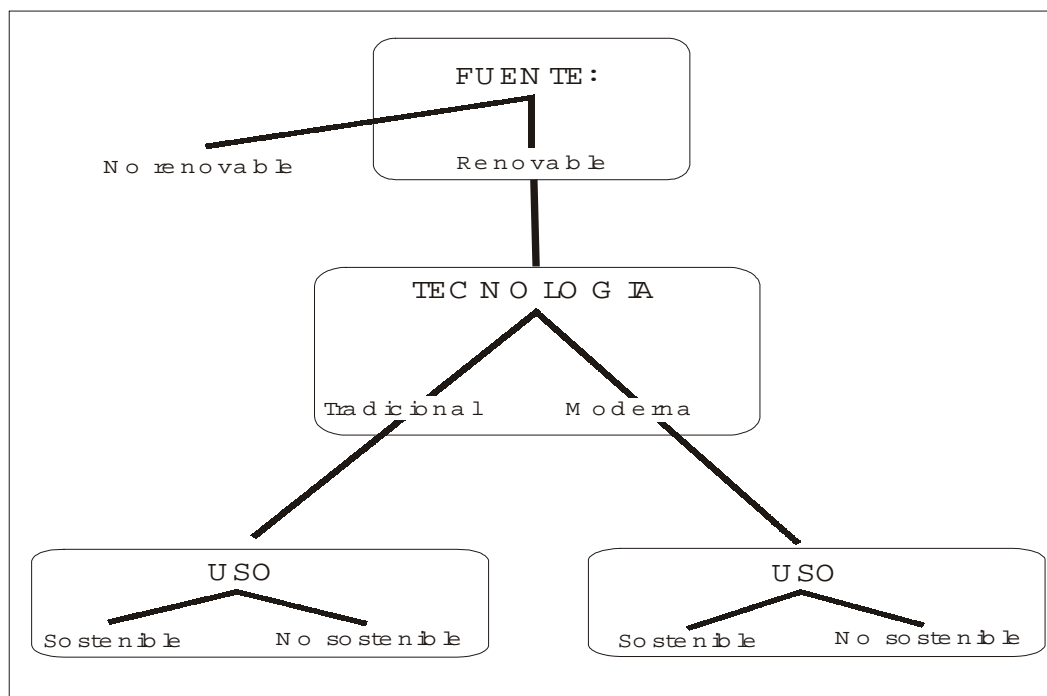 FUENTE:
No renovable
Renovable
TECNOLOGIA
Tradicional
Moderna
USO
Sostenible
No sostenible
USO
Sostenible
No sostenible